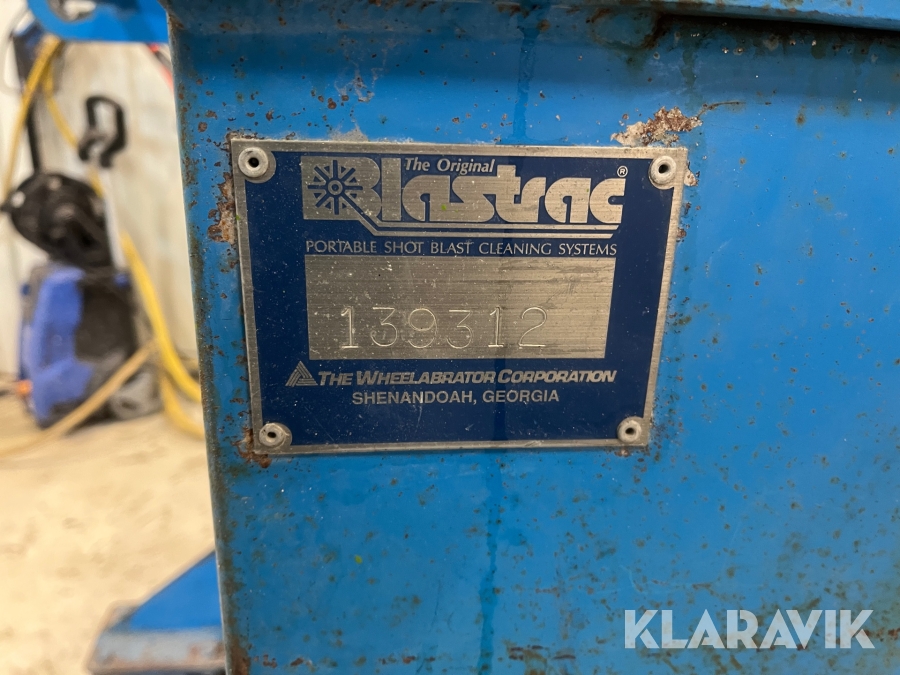 The Original
Blastrac®
PORTABLE SHOT BLAST CLEANING SYSTEMS
139312
THE WHEELABRATOR CORPORATION
SHENANDOAH, GEORGIA
KLARAVIK